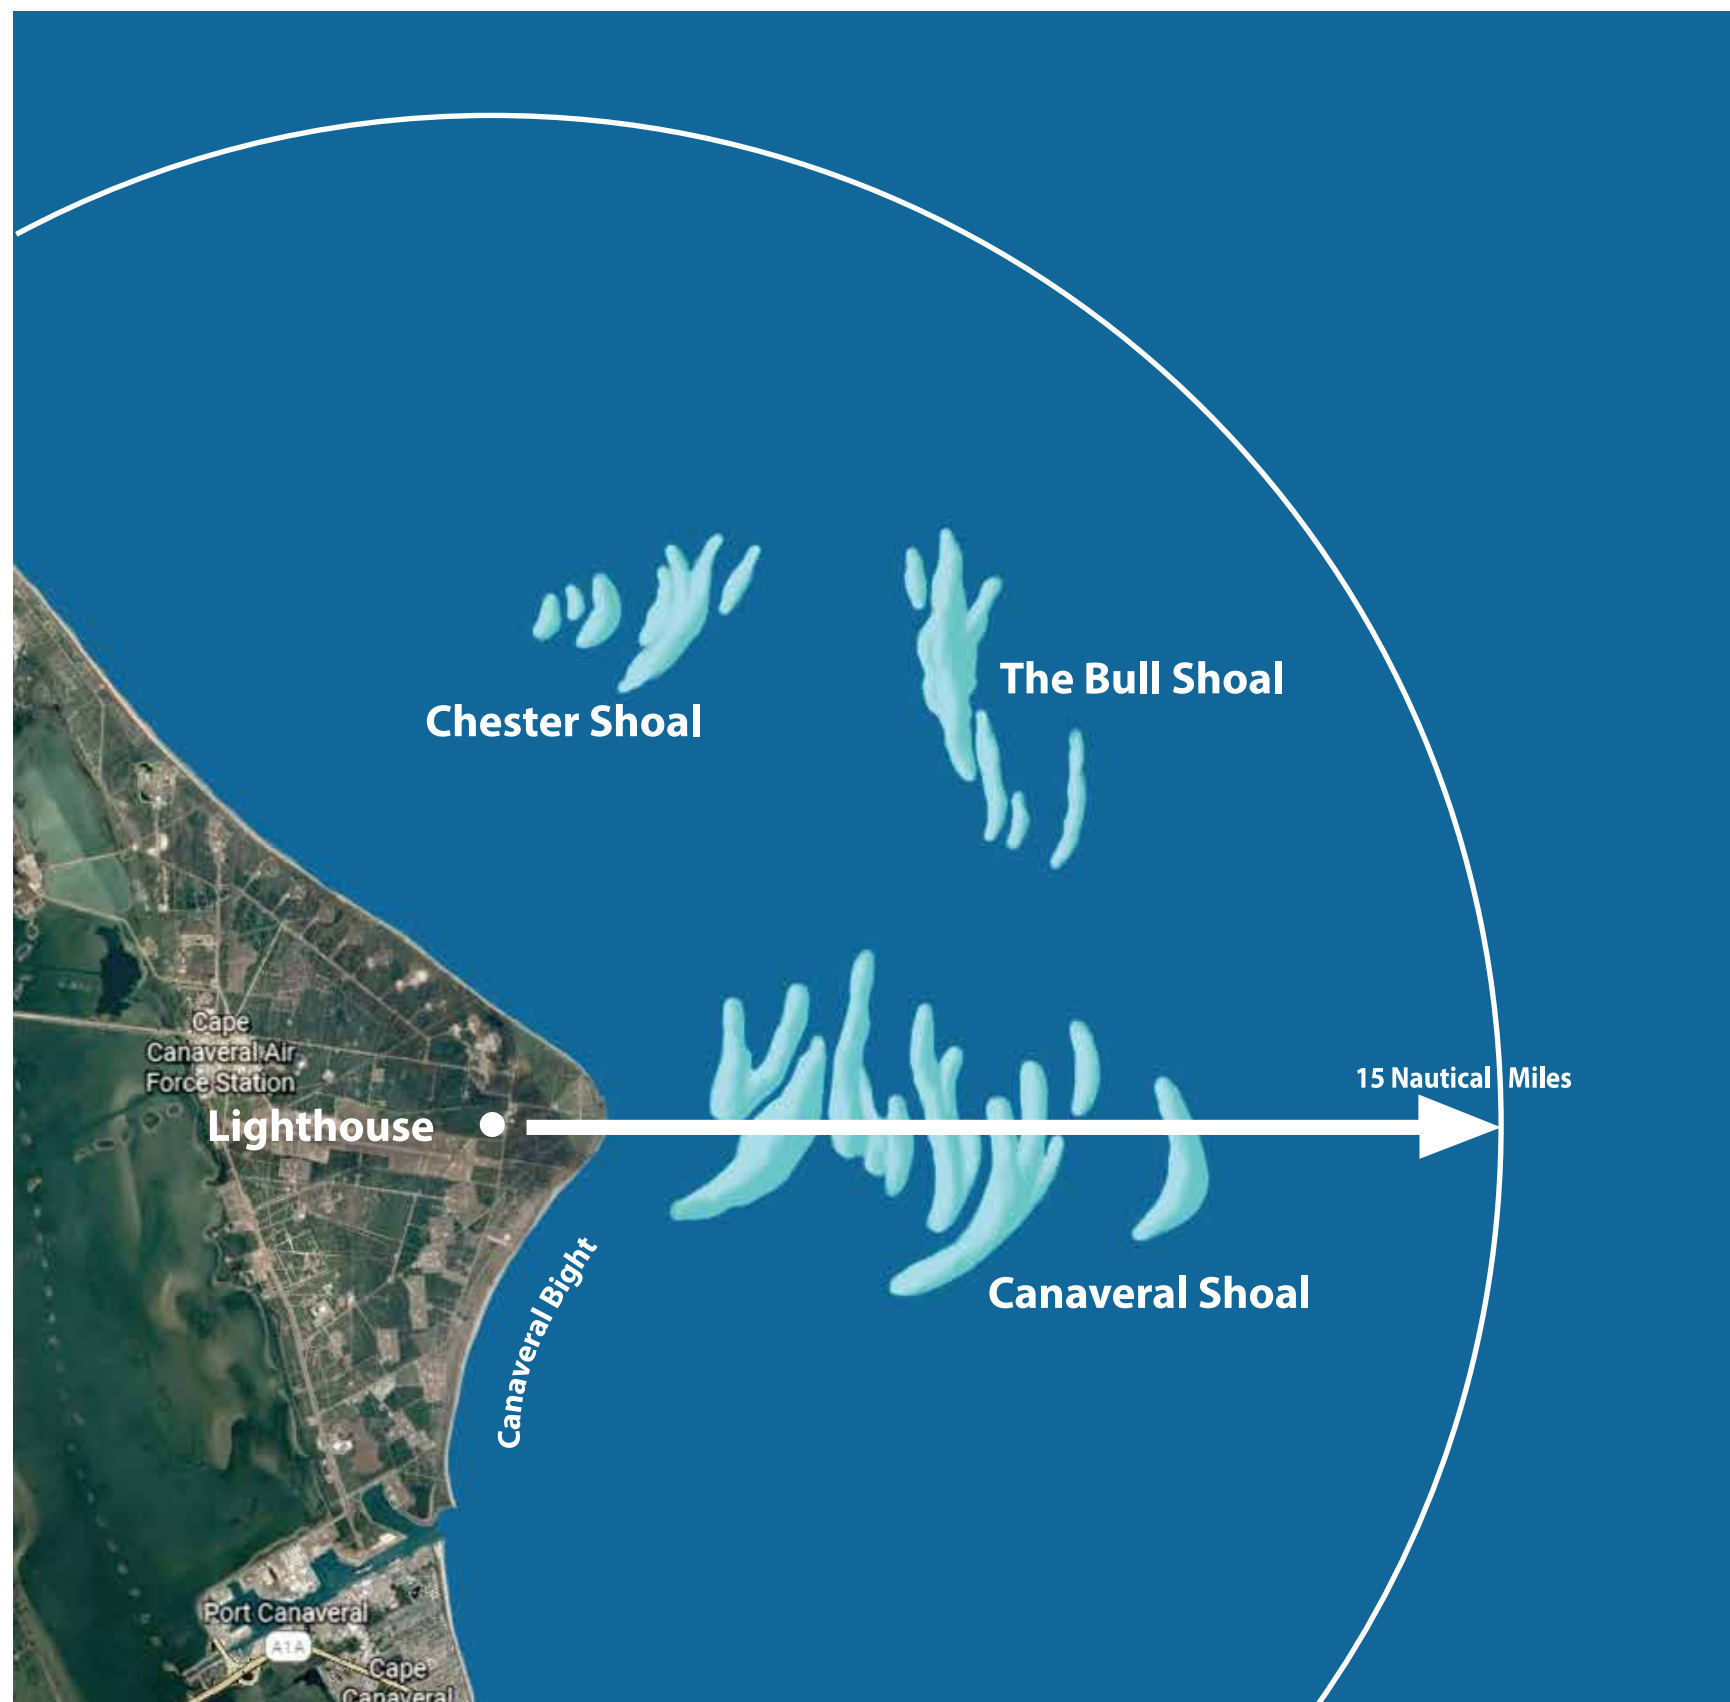 The Bull Shoal
Chester Shoal
Cape
Canaveral Air
Force Station
15 Nautical Miles
Lighthouse
Canaveral Bight
Canaveral Shoal
Port Canaveral
A1A
Cape
Canaveral